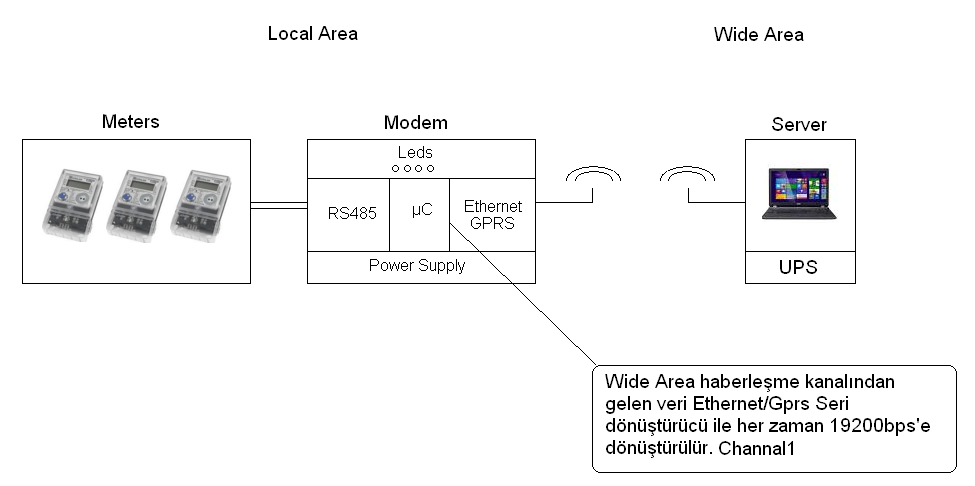 Local Area
Wide Area
Meters
Modem
Server
Leds
RS485
µC
Ethernet
GPRS
Power Supply
UPS
Wide Area haberleşme kanalından
gelen veri Ethernet/Gprs Seri
dönüştürücü ile her zaman 19200bps'e
dönüştürülür. Channal1